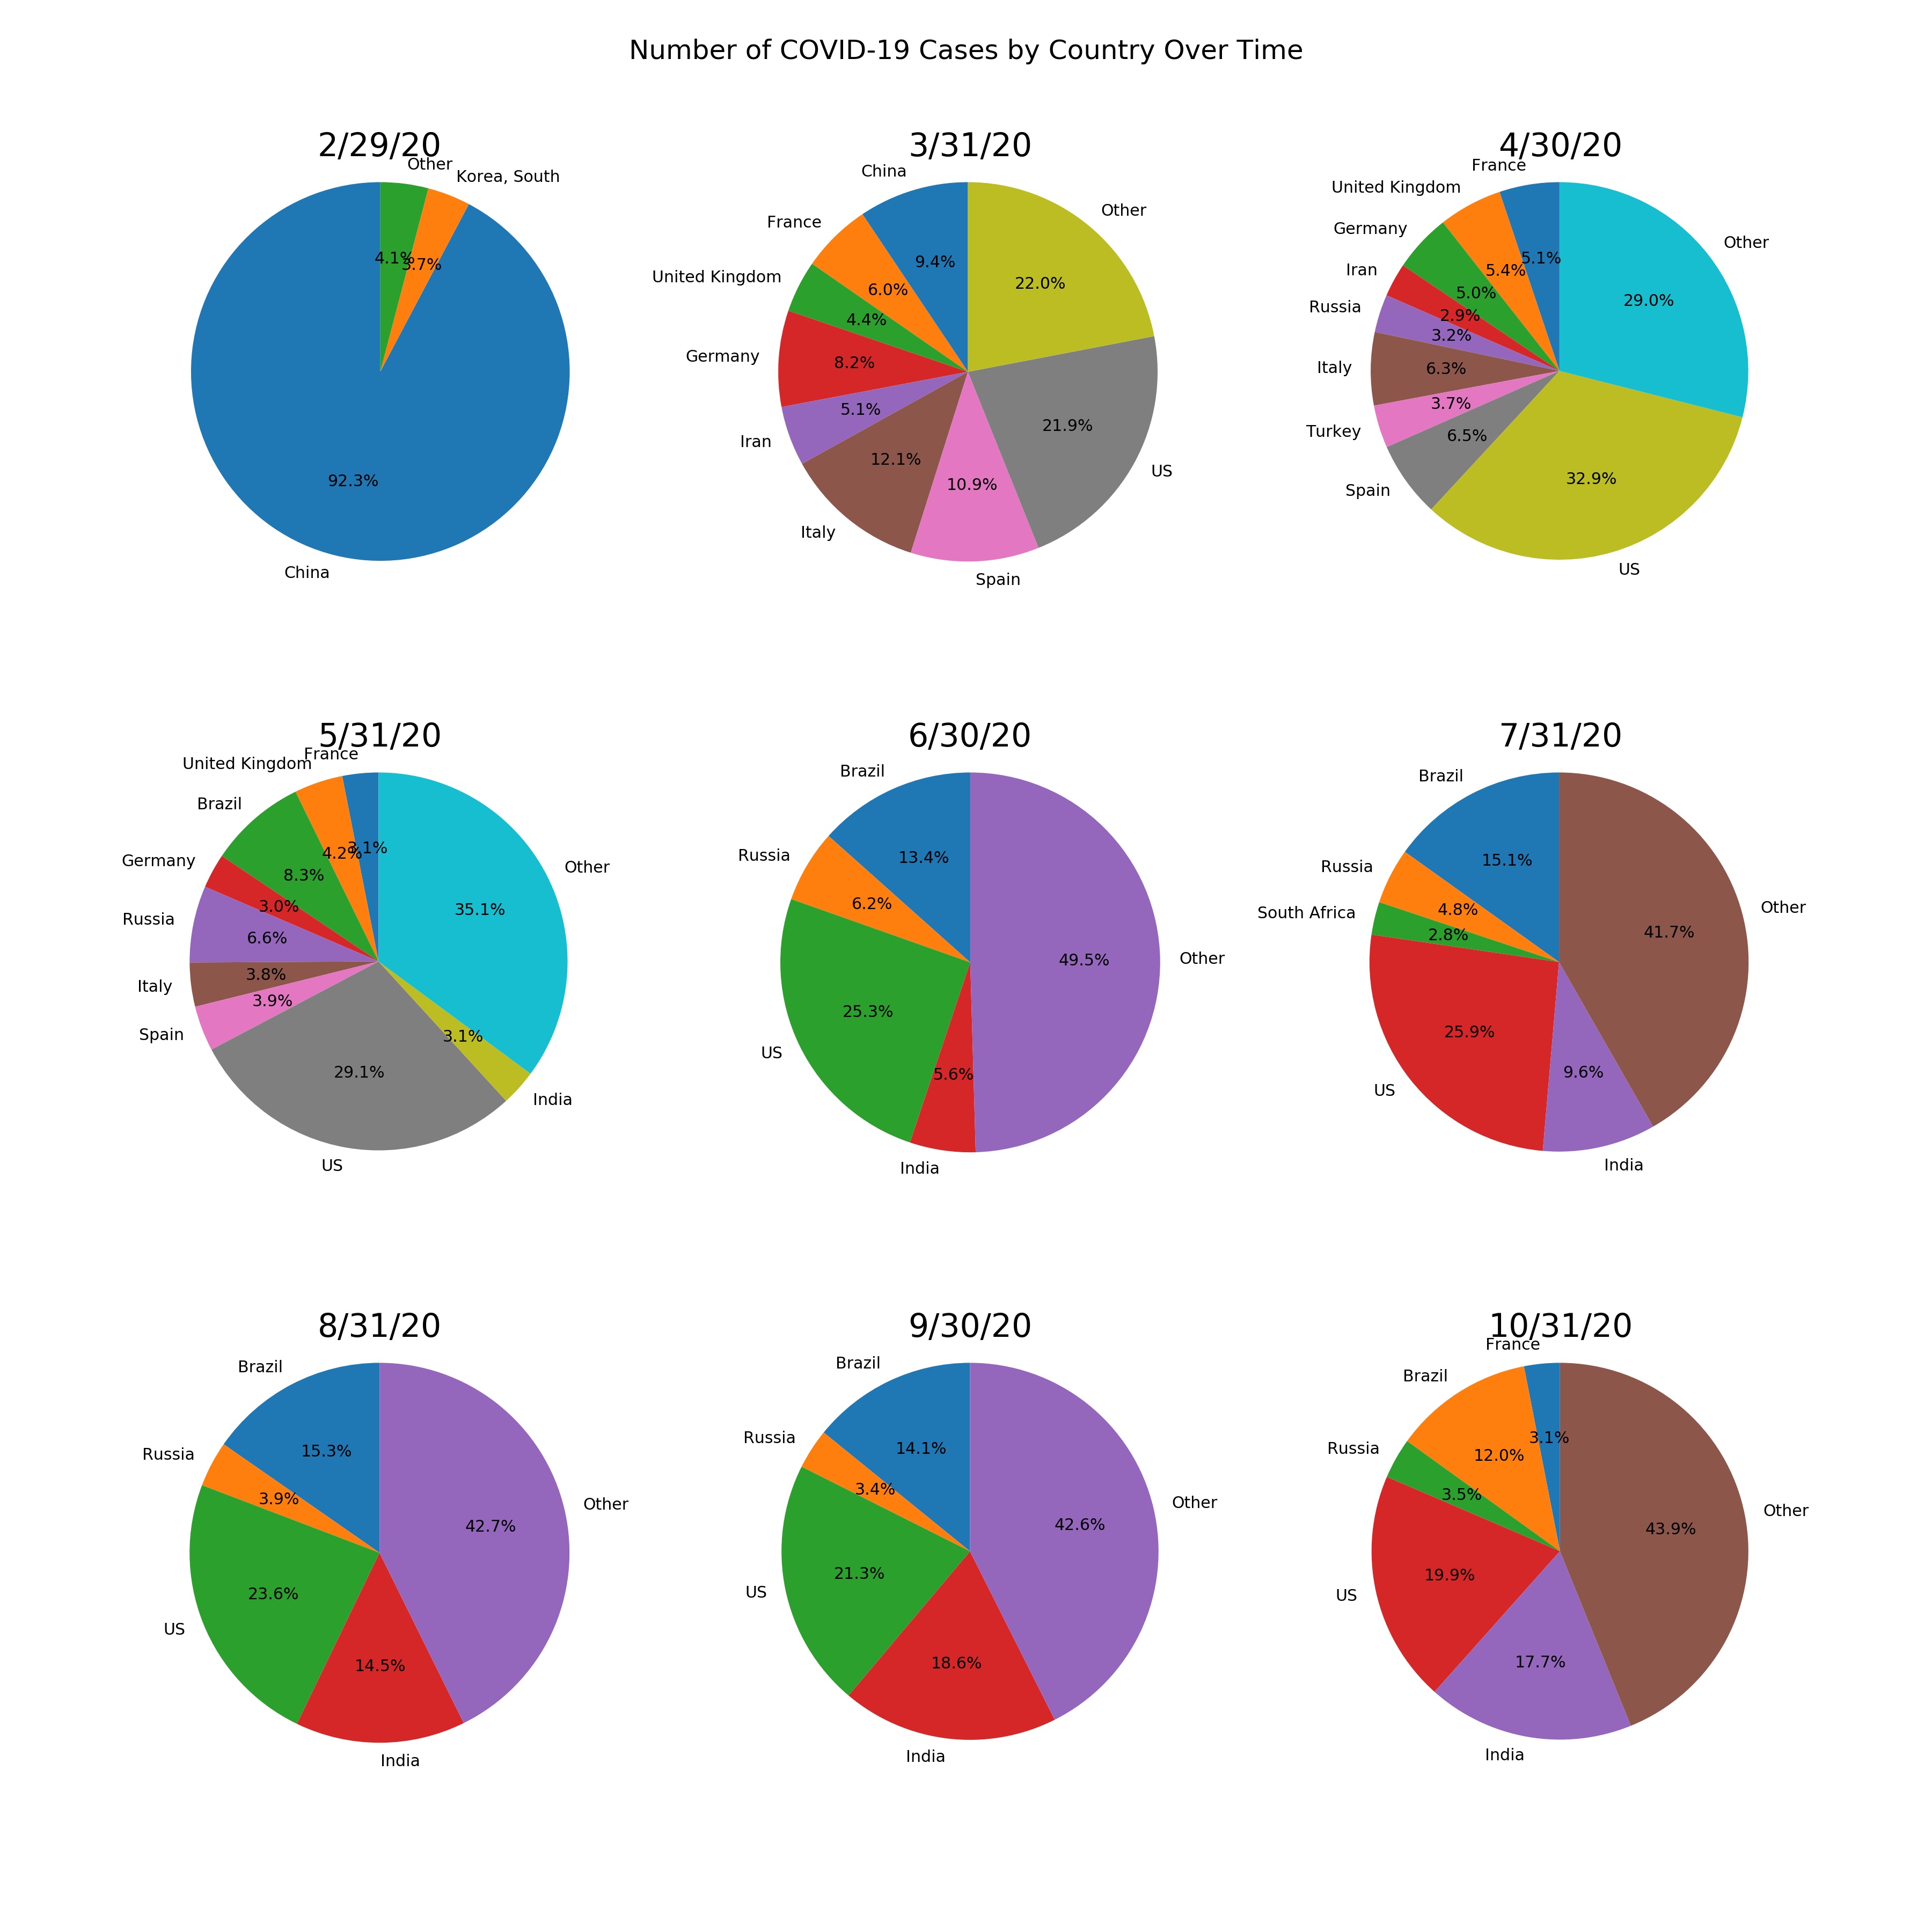 Number of COVID-19 Cases by Country Over Time
2/29/20
Other
Korea, South
4.1%
3.7%
92.3%
China
3/31/20
China
Other
France
United Kingdom
9.4%
22.0%
6.0%
4.4%
Germany
8.2%
5.1%
21.9%
Iran
12.1%
10.9%
US
Italy
Spain
4/30/20
France
United Kingdom
Germany
Other
5.1%
Iran
5.4%
5.0%
29.0%
Russia
2.9%
3.2%
Italy
6.3%
3.7%
Turkey
6.5%
32.9%
Spain
US
5/31/20
France
United Kingdom
Brazil
3.1%
4.2%
Germany
8.3%
Other
3.0%
35.1%
Russia
6.6%
3.8%
Italy
3.9%
Spain
3.1%
29.1%
India
US
6/30/20
Brazil
Russia
13.4%
6.2%
49.5%
Other
25.3%
US
5.6%
India
7/31/20
Brazil
15.1%
Russia
4.8%
Other
South Africa
2.8%
41.7%
25.9%
9.6%
US
India
8/31/20
Brazil
15.3%
Russia
3.9%
Other
42.7%
23.6%
US
14.5%
India
9/30/20
Brazil
Russia
14.1%
3.4%
Other
42.6%
21.3%
US
18.6%
India
10/31/20
France
Brazil
3.1%
Russia
12.0%
3.5%
Other
43.9%
19.9%
US
17.7%
India